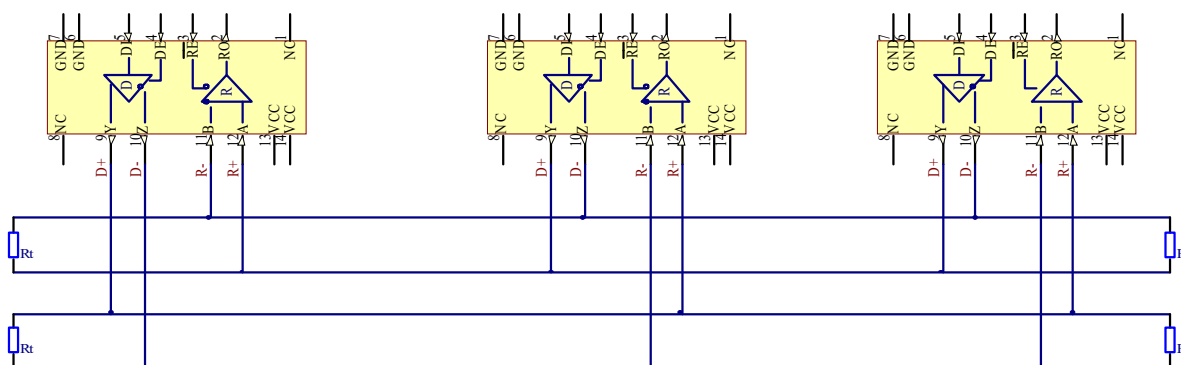 7 GND 6 GND 5 DI 4 DE 3 RE 2 RO 1 NC
D R
8 NC 9 Y 10 Z 11 B 12 A 13 VCC 14 VCC
D+ D- R- R+
7 GND 6 GND 5 DI 4 DE 3 RE 2 RO 1 NC
D R
8 NC 9 Y 10 Z 11 B 12 A 13 VCC 14 VCC
D+ D- R- R+
7 GND 6 GND 5 DI 4 DE 3 RE 2 RO 1 NC
D R
8 NC 9 Y 10 Z 11 B 12 A 13 VCC 14 VCC
D+ D- R- R+
Rt
Rt